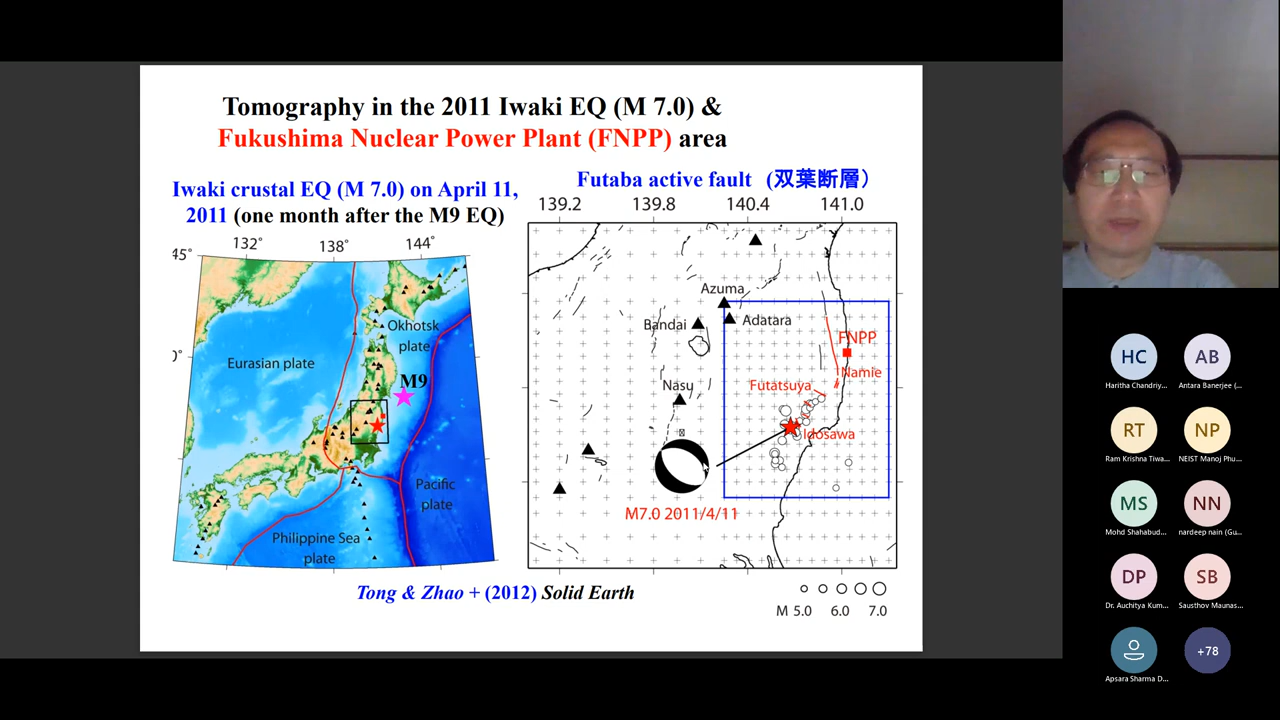 Tomography in the 2011 Iwaki EQ (M 7.0) &
Fukushima Nuclear Power Plant (FNPP) area
Iwaki crustal EQ (M 7.0) on April 11,
2011 (one month after the M9 EQ)
132°
138°
144°
45°
0°
Okhotsk
plate
Eurasian plate
M9
Pacific
plate
Philippine Sea
plate
Futaba active fault (双葉断層)
139.2
139.8
140.4
141.0
Azuma
Adatara
Bandai
FNPP
Namie
Nasu
Futatsuya
Idosawa
M7.0 2011/4/11
Tong & Zhao + (2012) Solid Earth
M 5.0 6.0 7.0
HC
AB
Haritha Chandriy...
Antara Banerjee (...
RT
NP
Ram Krishna Tiwa...
NEIST Manoj Phu...
MS
NN
Mohd Shahabud...
nardeep nain (Gu...
DP
SB
Dr. Auchitya Kum...
Sausthov Maunas...
+78
Apsara Sharma D...